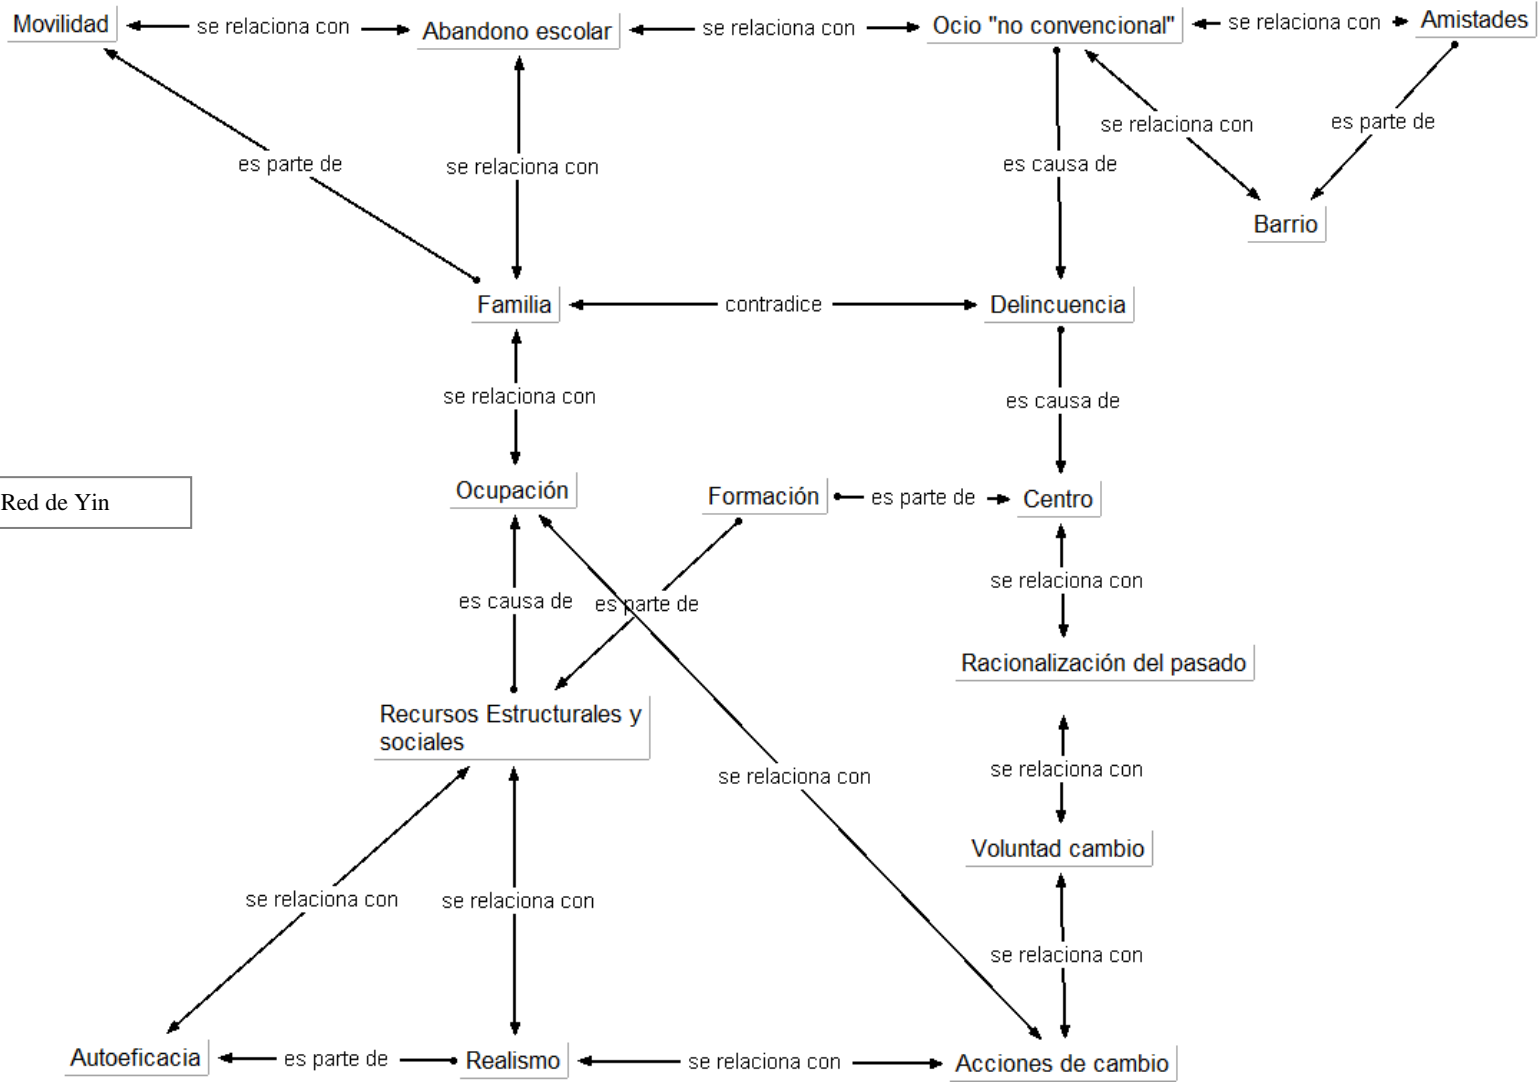 Movilidad
se relaciona con
Abandono escolar
se relaciona con
Ocio "no convencional"
se relaciona con
Amistades
es parte de
se relaciona con
es causa de
se relaciona con
es parte de
Barrio
Familia
contradice
Delincuencia
se relaciona con
es causa de
Red de Yin
Ocupación
Formación
es parte de
Centro
es causa de
es parte de
se relaciona con
Racionalización del pasado
Recursos Estructurales y
sociales
se relaciona con
se relaciona con
Voluntad cambio
se relaciona con
se relaciona con
se relaciona con
Autoeficacia
es parte de
Realismo
se relaciona con
Acciones de cambio